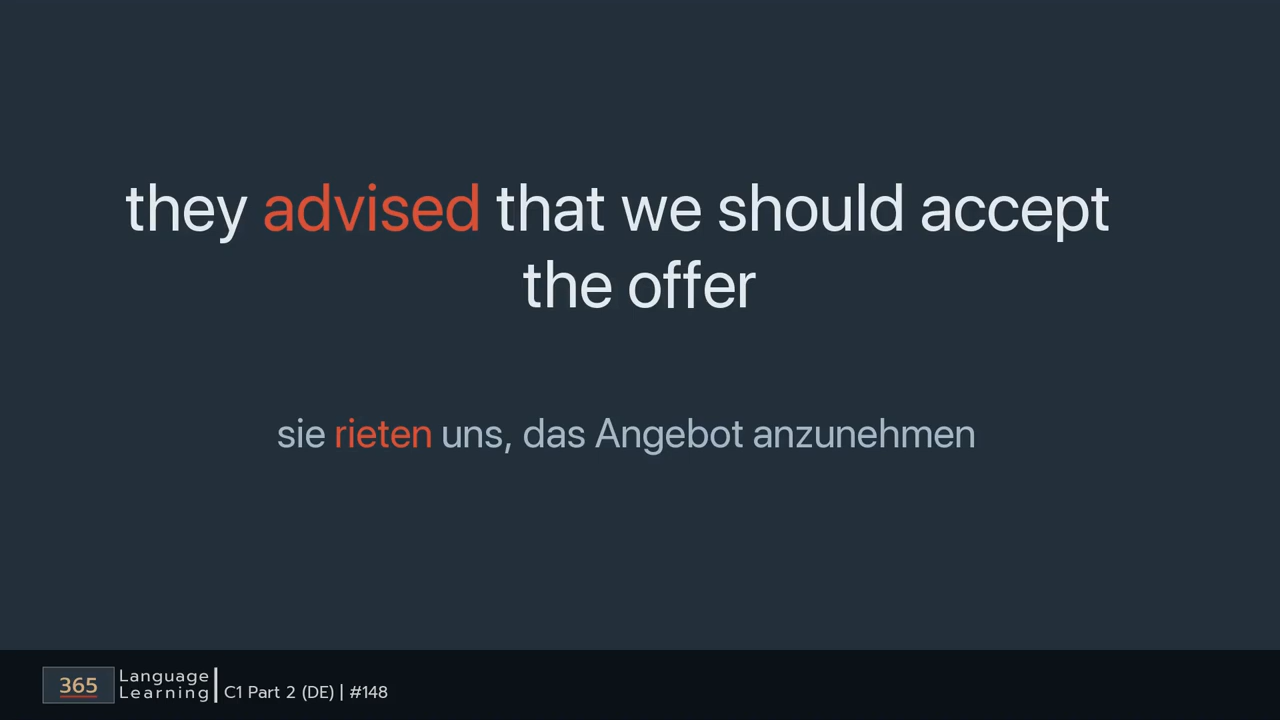 they advised that we should accept
the offer
sie rieten uns, das Angebot anzunehmen
365
Language
Learning
C1 Part 2 (DE) | #148